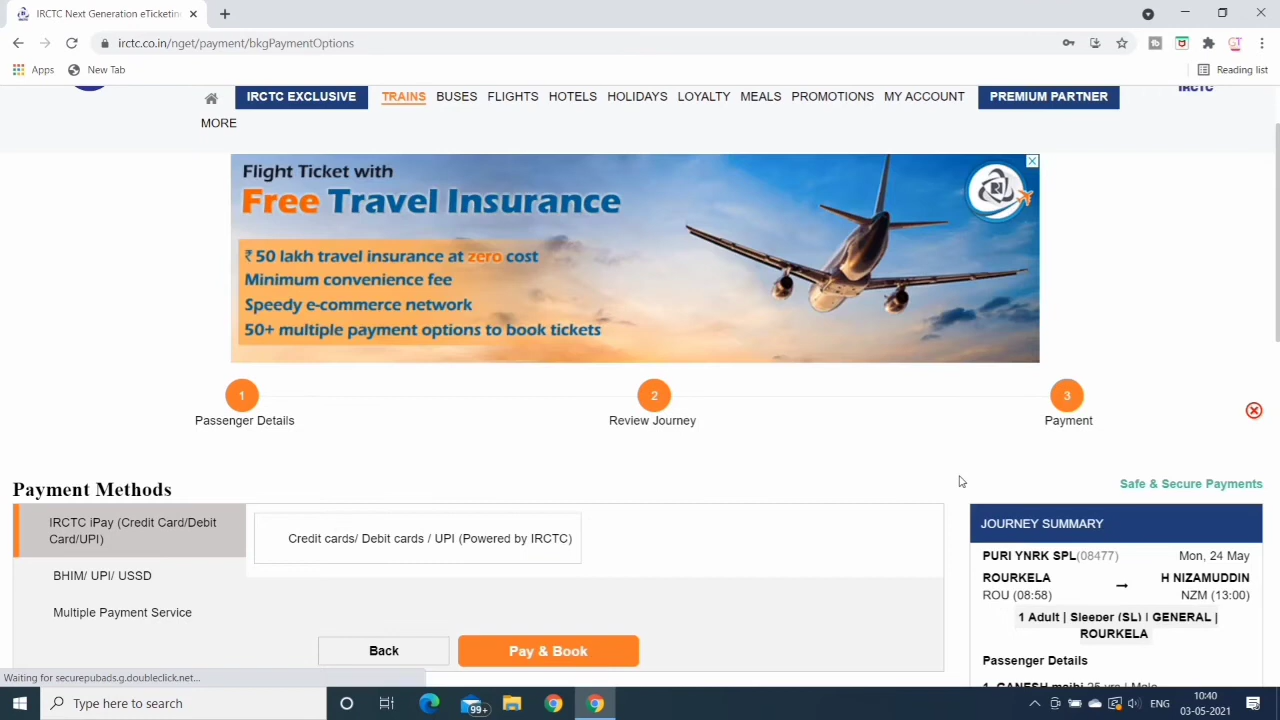 IRCTC Next Generation eTicketin
irctc.co.in/nget/payment/bkgPaymentOptions
Apps
New Tab
Reading list
IRCTC EXCLUSIVE
TRAINS
BUSES
FLIGHTS
HOTELS
HOLIDAYS
LOYALTY
MEALS
PROMOTIONS
MY ACCOUNT
PREMIUM PARTNER
MORE
Flight Ticket with
Free Travel Insurance
₹ 50 lakh travel insurance at zero cost
Minimum convenience fee
Speedy e-commerce network
50+ multiple payment options to book tickets
1
2
3
Passenger Details
Review Journey
Payment
Payment Methods
Safe & Secure Payments
IRCTC iPay (Credit Card/Debit
Card/UPI)
BHIM/ UPI/ USSD
Multiple Payment Service
Credit cards/ Debit cards / UPI (Powered by IRCTC)
Back
Pay & Book
JOURNEY SUMMARY
PURI YNRK SPL(08477) Mon, 24 May
ROURKELA H NIZAMUDDIN
ROU (08:58) NZM (13:00)
1 Adult | Sleeper (SL) | GENERAL |
ROURKELA
Passenger Details
Waiting for securepubads.g.doubleclick.net...
Type here to search
99+
ENG
10:40
03-05-2021